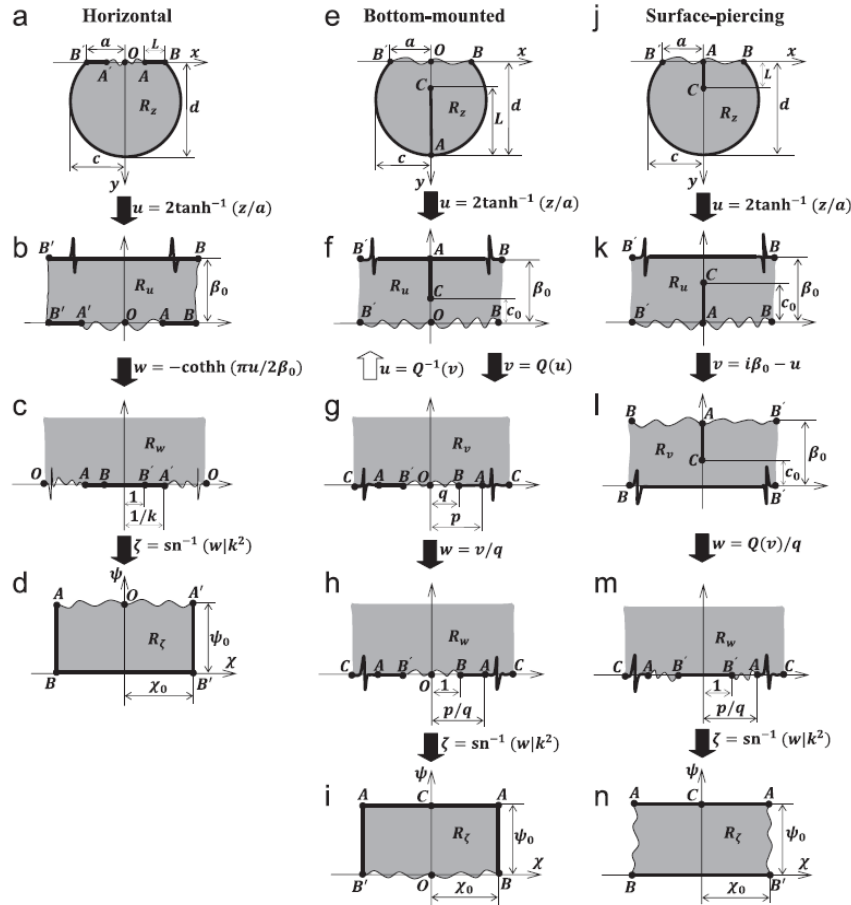 Horizontal
Bottom-mounted
Surface-piercing
a
B′ a O L B x
A′ A
R_z
d
c
y
u = 2tanh⁻¹ (z/a)
b
B′ B
R_u
β₀
B′ A′ O A B
w = −cothh (πu/2β₀)
c
R_w
O A B B′ A′ O
1
1/k
ζ = sn⁻¹ (w|k²)
d
ψ
A O A′
R_ζ
ψ₀
χ
B χ₀ B′
e
B′ a O B x
C
R_z
L
d
c A
y
u = 2tanh⁻¹ (z/a)
f
B′ A B
R_u
C
β₀
c₀
B′ O B
u = Q⁻¹(v)
v = Q(u)
g
R_v
C A B′ O B A C
q
p
w = v/q
h
R_w
C A B′ B A C
O 1
p/q
ζ = sn⁻¹ (w|k²)
i
ψ
A C A
R_ζ
ψ₀
χ
B′ O χ₀ B
j
B′ a A B x
L
C
R_z
d
c
y
u = 2tanh⁻¹ (z/a)
k
B′ B
R_u
C
β₀
c₀
B′ A B
v = iβ₀ − u
l
B A B′
R_v
C
β₀
c₀
B B′
w = Q(v)/q
m
R_w
C A B′ B′ A C
1
p/q
ζ = sn⁻¹ (w|k²)
n
ψ
A C A
R_ζ
ψ₀
χ
B χ₀ B′